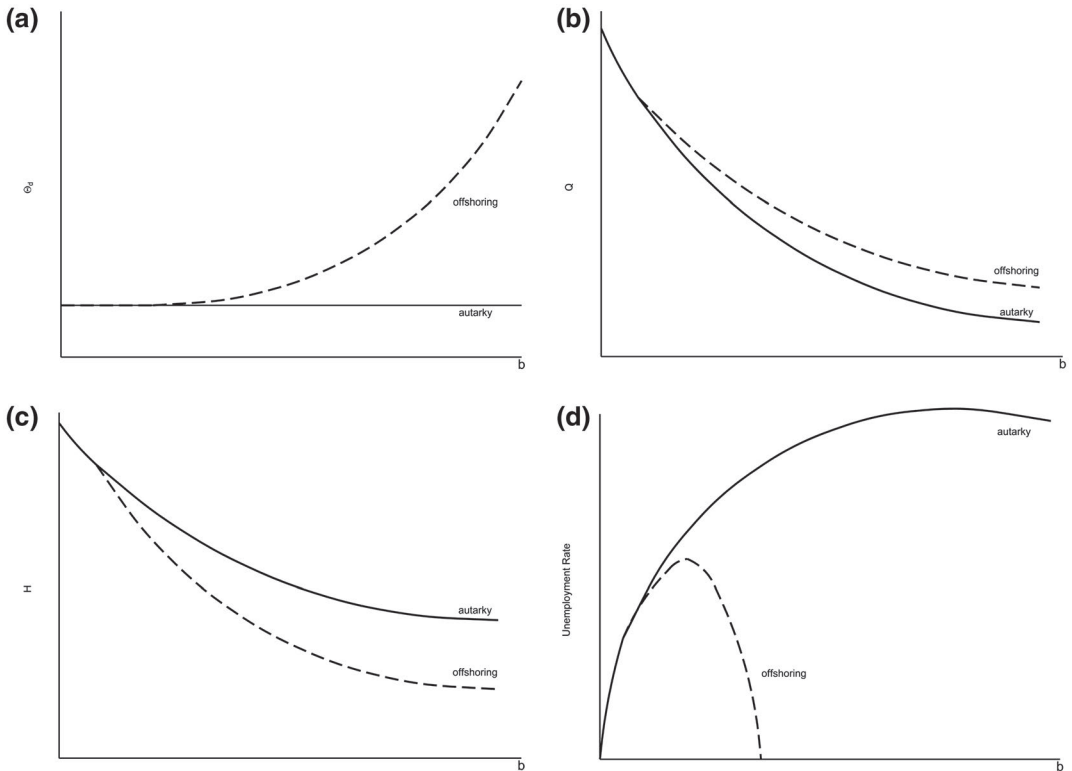 (a)
Θd
offshoring
autarky
b
(b)
Q
offshoring
autarky
b
(c)
H
autarky
offshoring
b
(d)
Unemployment Rate
autarky
offshoring
b